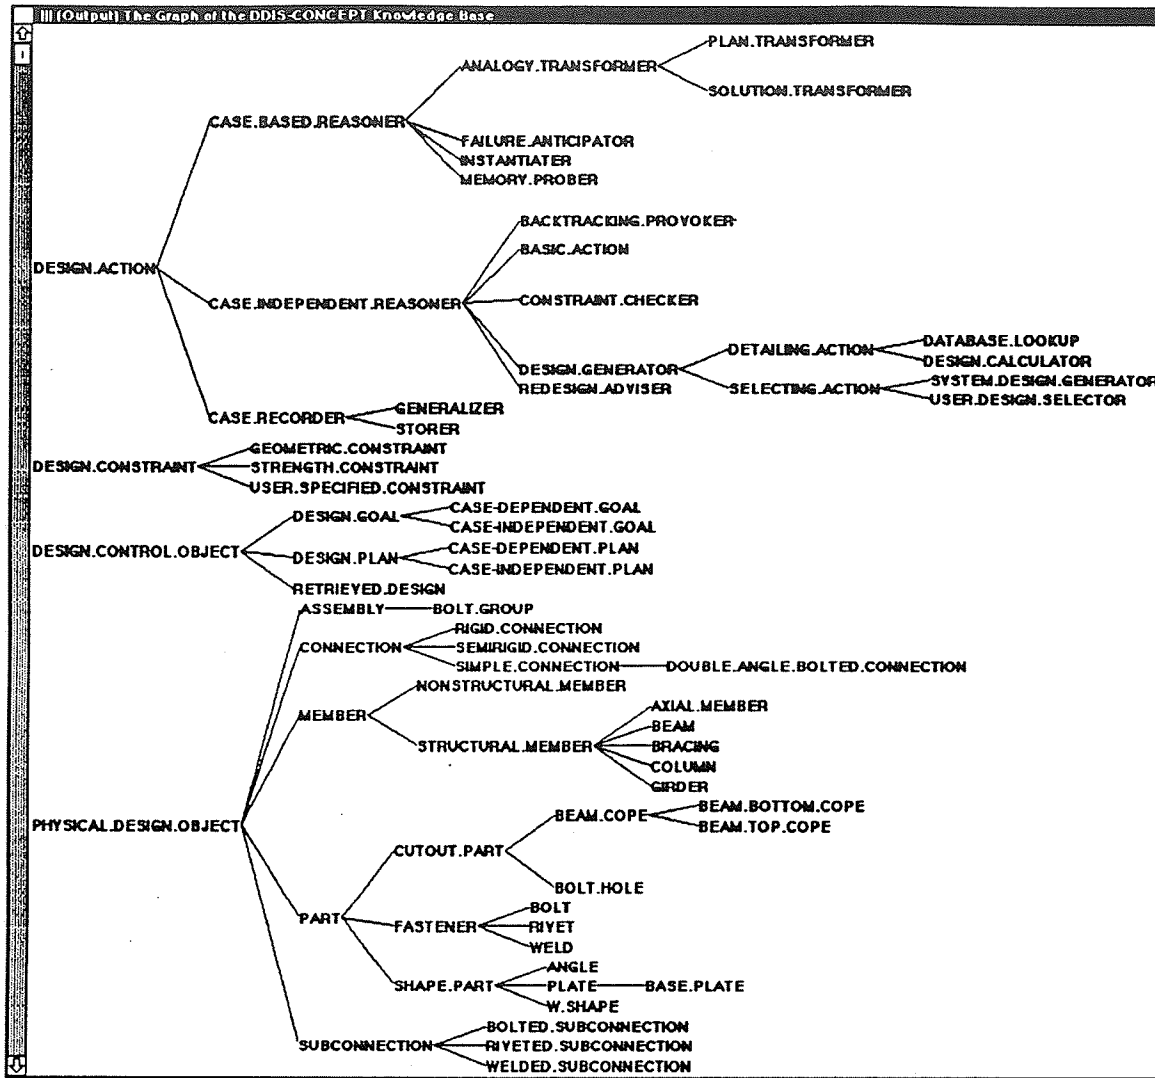 [Output] The Graph of the DDIS-CONCEPT Knowledge Base
PLAN.TRANSFORMER
ANALOGY.TRANSFORMER
SOLUTION.TRANSFORMER
CASE.BASED.REASONER
FAILURE.ANTICIPATOR
INSTANTIATER
MEMORY.PROBER
BACKTRACKING.PROVOKER
BASIC.ACTION
DESIGN.ACTION
CASE.INDEPENDENT.REASONER
CONSTRAINT.CHECKER
DATABASE.LOOKUP
DETAILING.ACTION
DESIGN.CALCULATOR
DESIGN.GENERATOR
SYSTEM.DESIGN.GENERATOR
REDESIGN.ADVISER
SELECTING.ACTION
USER.DESIGN.SELECTOR
GENERALIZER
CASE.RECORDER
STORER
GEOMETRIC.CONSTRAINT
DESIGN.CONSTRAINT
STRENGTH.CONSTRAINT
USER.SPECIFIED.CONSTRAINT
CASE-DEPENDENT.GOAL
DESIGN.GOAL
CASE-INDEPENDENT.GOAL
DESIGN.CONTROL.OBJECT
CASE-DEPENDENT.PLAN
DESIGN.PLAN
CASE-INDEPENDENT.PLAN
RETRIEVED.DESIGN
ASSEMBLY
BOLT.GROUP
RIGID.CONNECTION
CONNECTION
SEMIRIGID.CONNECTION
SIMPLE.CONNECTION
DOUBLE.ANGLE.BOLTED.CONNECTION
NONSTRUCTURAL.MEMBER
MEMBER
AXIAL.MEMBER
BEAM
STRUCTURAL.MEMBER
BRACING
COLUMN
GIRDER
PHYSICAL.DESIGN.OBJECT
BEAM.BOTTOM.COPE
BEAM.COPE
BEAM.TOP.COPE
CUTOUT.PART
BOLT.HOLE
PART
BOLT
FASTENER
RIVET
WELD
ANGLE
SHAPE.PART
PLATE
BASE.PLATE
W.SHAPE
BOLTED.SUBCONNECTION
SUBCONNECTION
RIVETED.SUBCONNECTION
WELDED.SUBCONNECTION